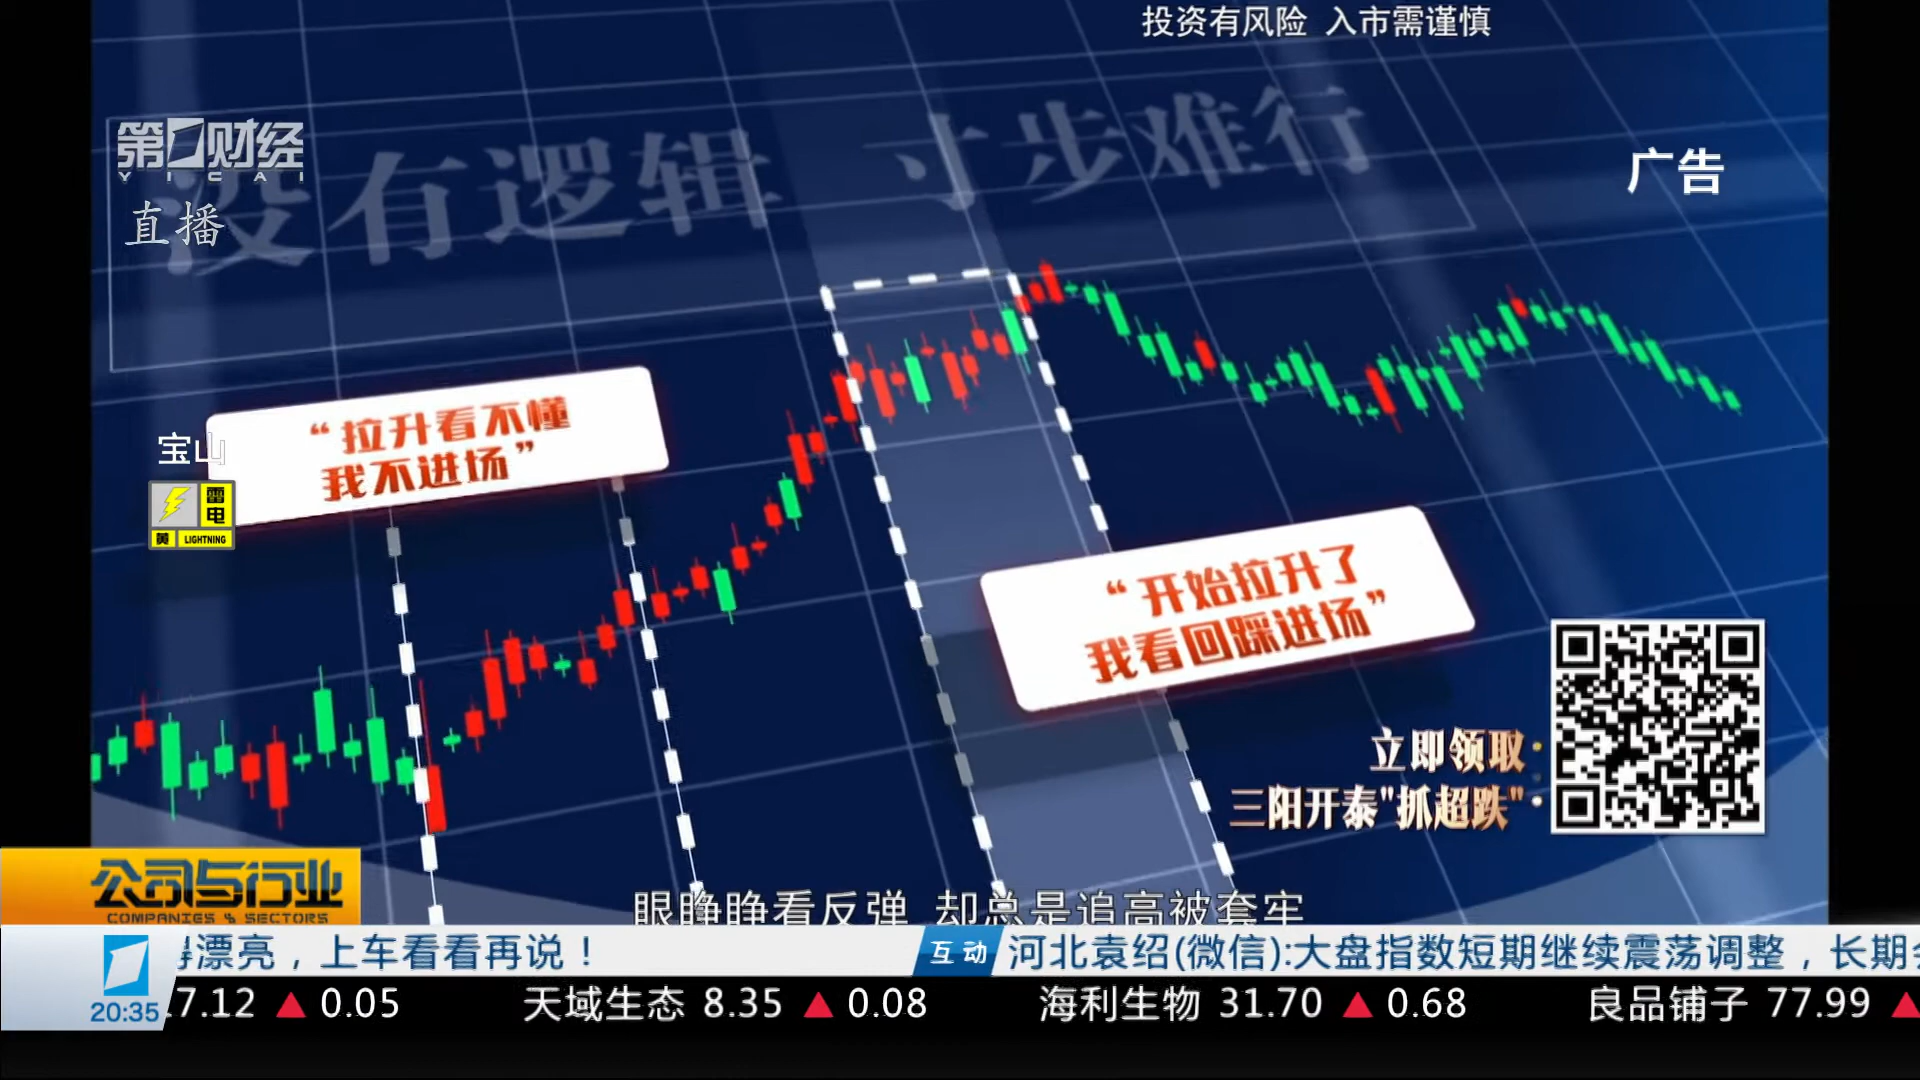 投资有风险 入市需谨慎
第一财经
YICAI
直播
没有逻辑 寸步难行
广告
“拉升看不懂
我不进场”
宝山
雷电
黄 LIGHTNING
“开始拉升了
我看回踩进场”
立即领取:
三阳开泰"抓超跌":
公司与行业
COMPANIES & SECTORS
眼睁睁看反弹 却总是追高被套牢
漂亮，上车看看再说！ 互动 河北袁绍(微信):大盘指数短期继续震荡调整，长期
20:35
7.12 ▲ 0.05 天域生态 8.35 ▲ 0.08 海利生物 31.70 ▲ 0.68 良品铺子 77.99 ▲